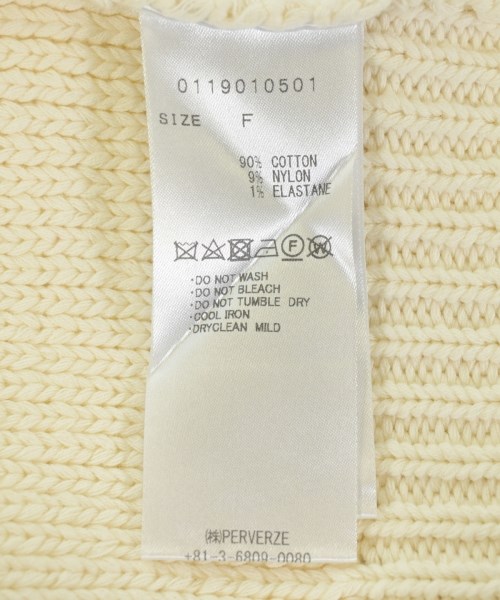 0119010501
SIZE F
90% COTTON
9% NYLON
1% ELASTANE
F W
・DO NOT WASH
・DO NOT BLEACH
・DO NOT TUMBLE DRY
・COOL IRON
・DRYCLEAN MILD
㈱PERVERZE
+81-3-6809-0080